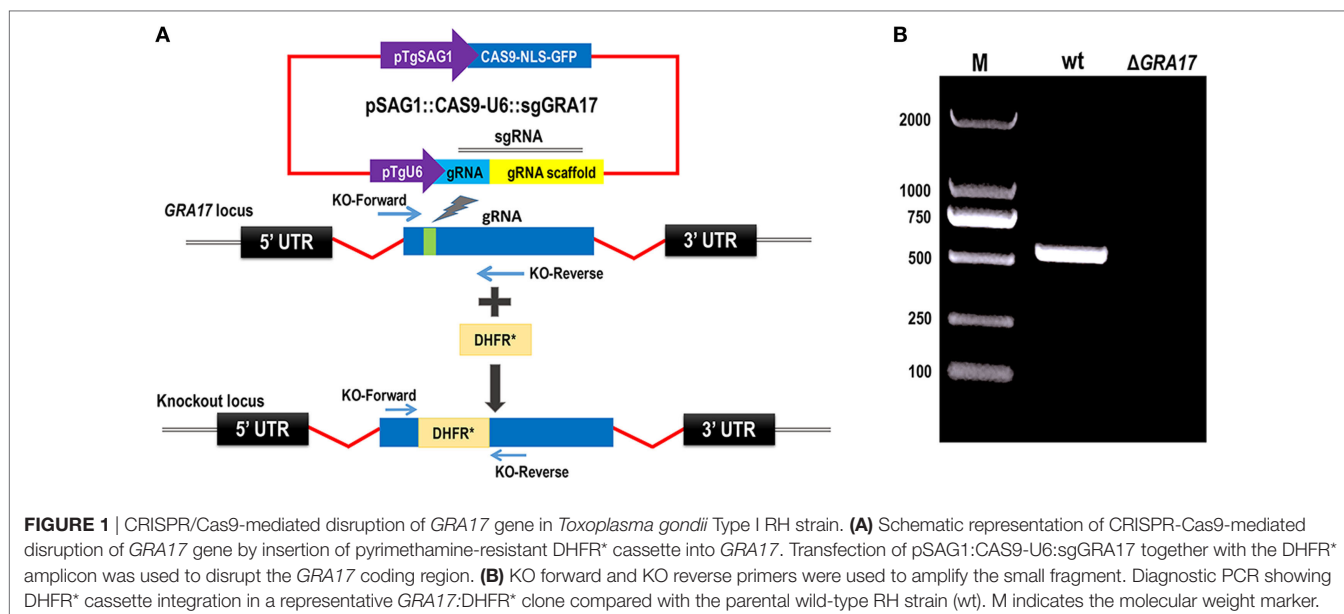 A
pTgSAG1 CAS9-NLS-GFP
pSAG1::CAS9-U6::sgGRA17
sgRNA
pTgU6 gRNA gRNA scaffold
KO-Forward
GRA17 locus
gRNA
5' UTR
3' UTR
KO-Reverse
DHFR*
KO-Forward
Knockout locus
5' UTR
DHFR*
3' UTR
KO-Reverse
B
M wt ΔGRA17
2000
1000
750
500
250
100
FIGURE 1 | CRISPR/Cas9-mediated disruption of GRA17 gene in Toxoplasma gondii Type I RH strain. (A) Schematic representation of CRISPR-Cas9-mediated
disruption of GRA17 gene by insertion of pyrimethamine-resistant DHFR* cassette into GRA17. Transfection of pSAG1:CAS9-U6:sgGRA17 together with the DHFR*
amplicon was used to disrupt the GRA17 coding region. (B) KO forward and KO reverse primers were used to amplify the small fragment. Diagnostic PCR showing
DHFR* cassette integration in a representative GRA17:DHFR* clone compared with the parental wild-type RH strain (wt). M indicates the molecular weight marker.